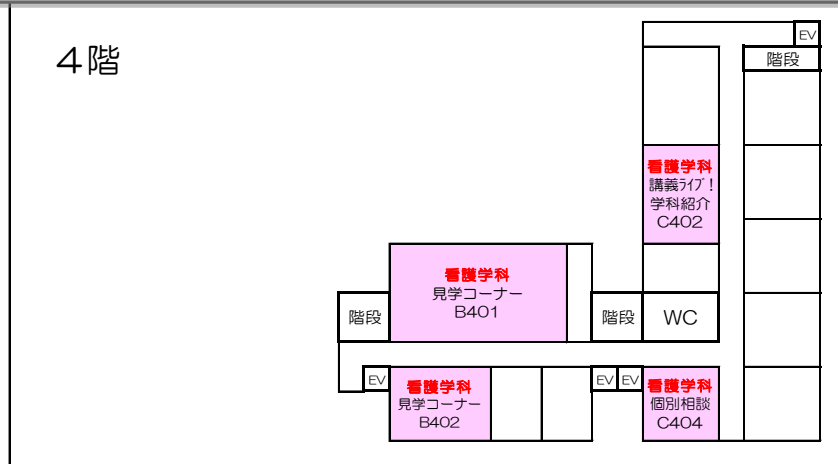 4階
EV
階段
看護学科
講義ﾗｲﾌﾞ!
学科紹介
C402
看護学科
見学コーナー
B401
階段
階段
WC
EV
看護学科
見学コーナー
B402
EV
EV
看護学科
個別相談
C404